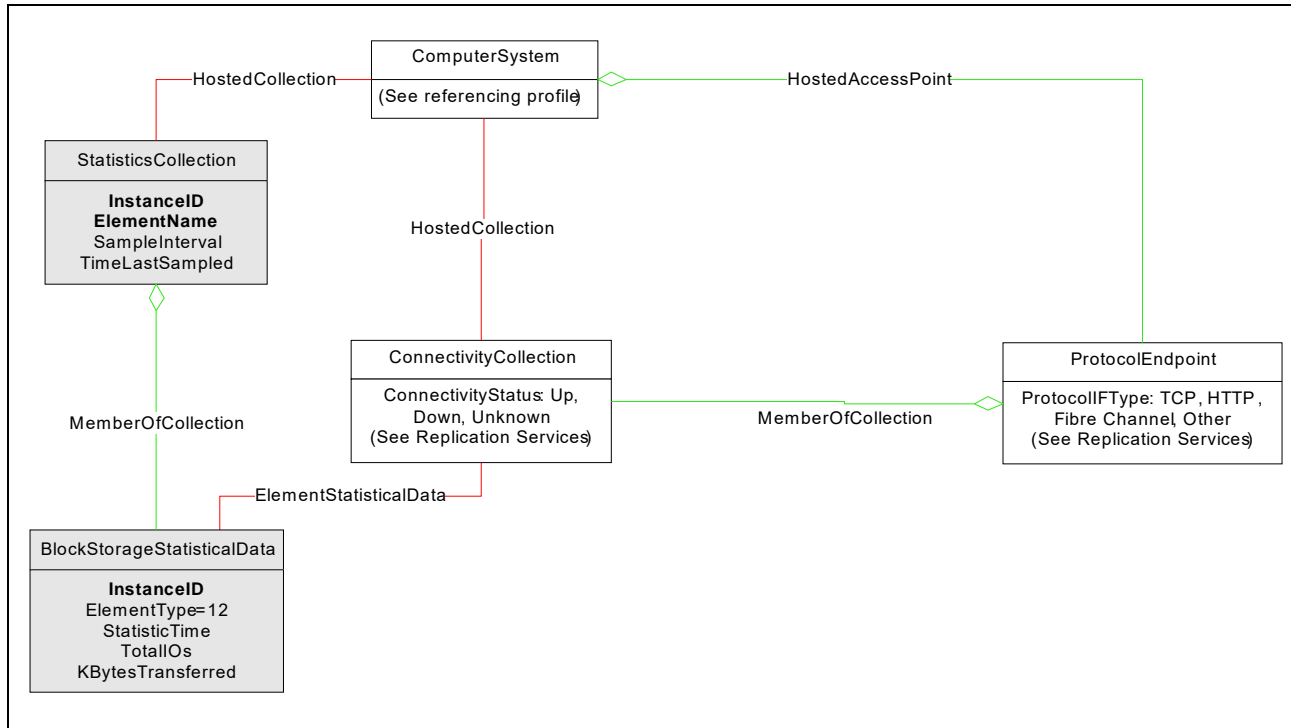 ComputerSystem
(See referencing profile)
HostedCollection
HostedAccessPoint
StatisticsCollection
InstanceID
ElementName
SampleInterval
TimeLastSampled
HostedCollection
ConnectivityCollection
ConnectivityStatus: Up,
Down, Unknown
(See Replication Services)
MemberOfCollection
ProtocolEndpoint
ProtocolIFType: TCP, HTTP,
Fibre Channel, Other
(See Replication Services)
MemberOfCollection
ElementStatisticalData
BlockStorageStatisticalData
InstanceID
ElementType=12
StatisticTime
TotalIOs
KBytesTransferred